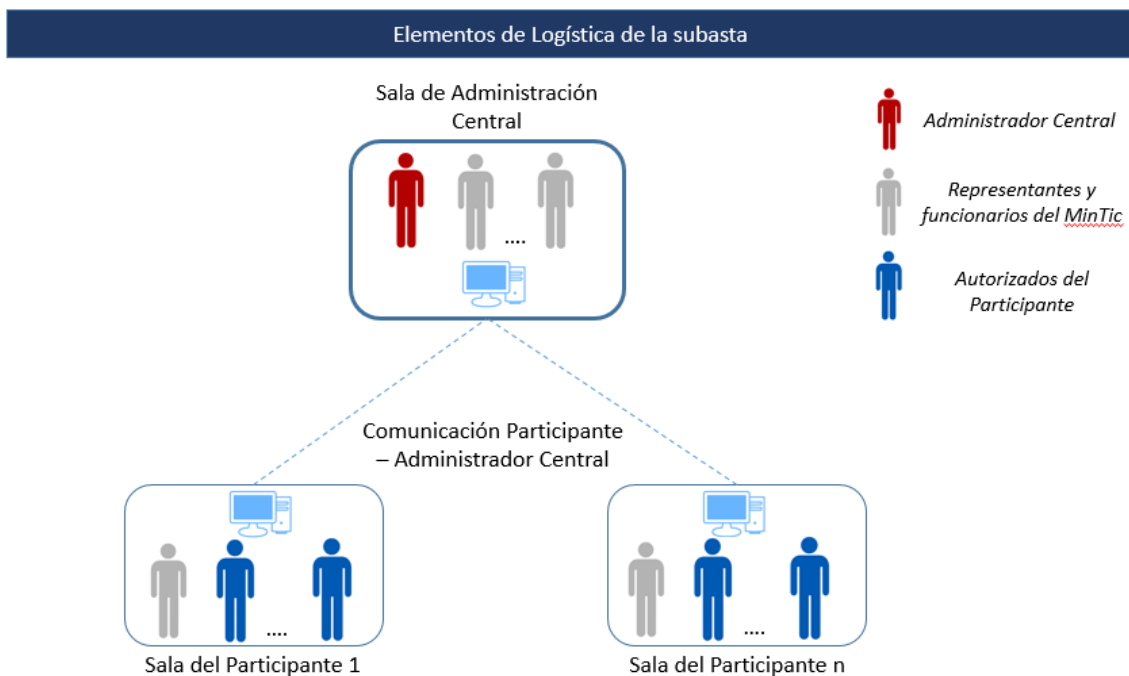 Elementos de Logística de la subasta
Sala de Administración
Central
Administrador Central
Representantes y
funcionarios del MinTic
Autorizados del
Participante
....
Comunicación Participante
– Administrador Central
....
....
Sala del Participante 1
Sala del Participante n